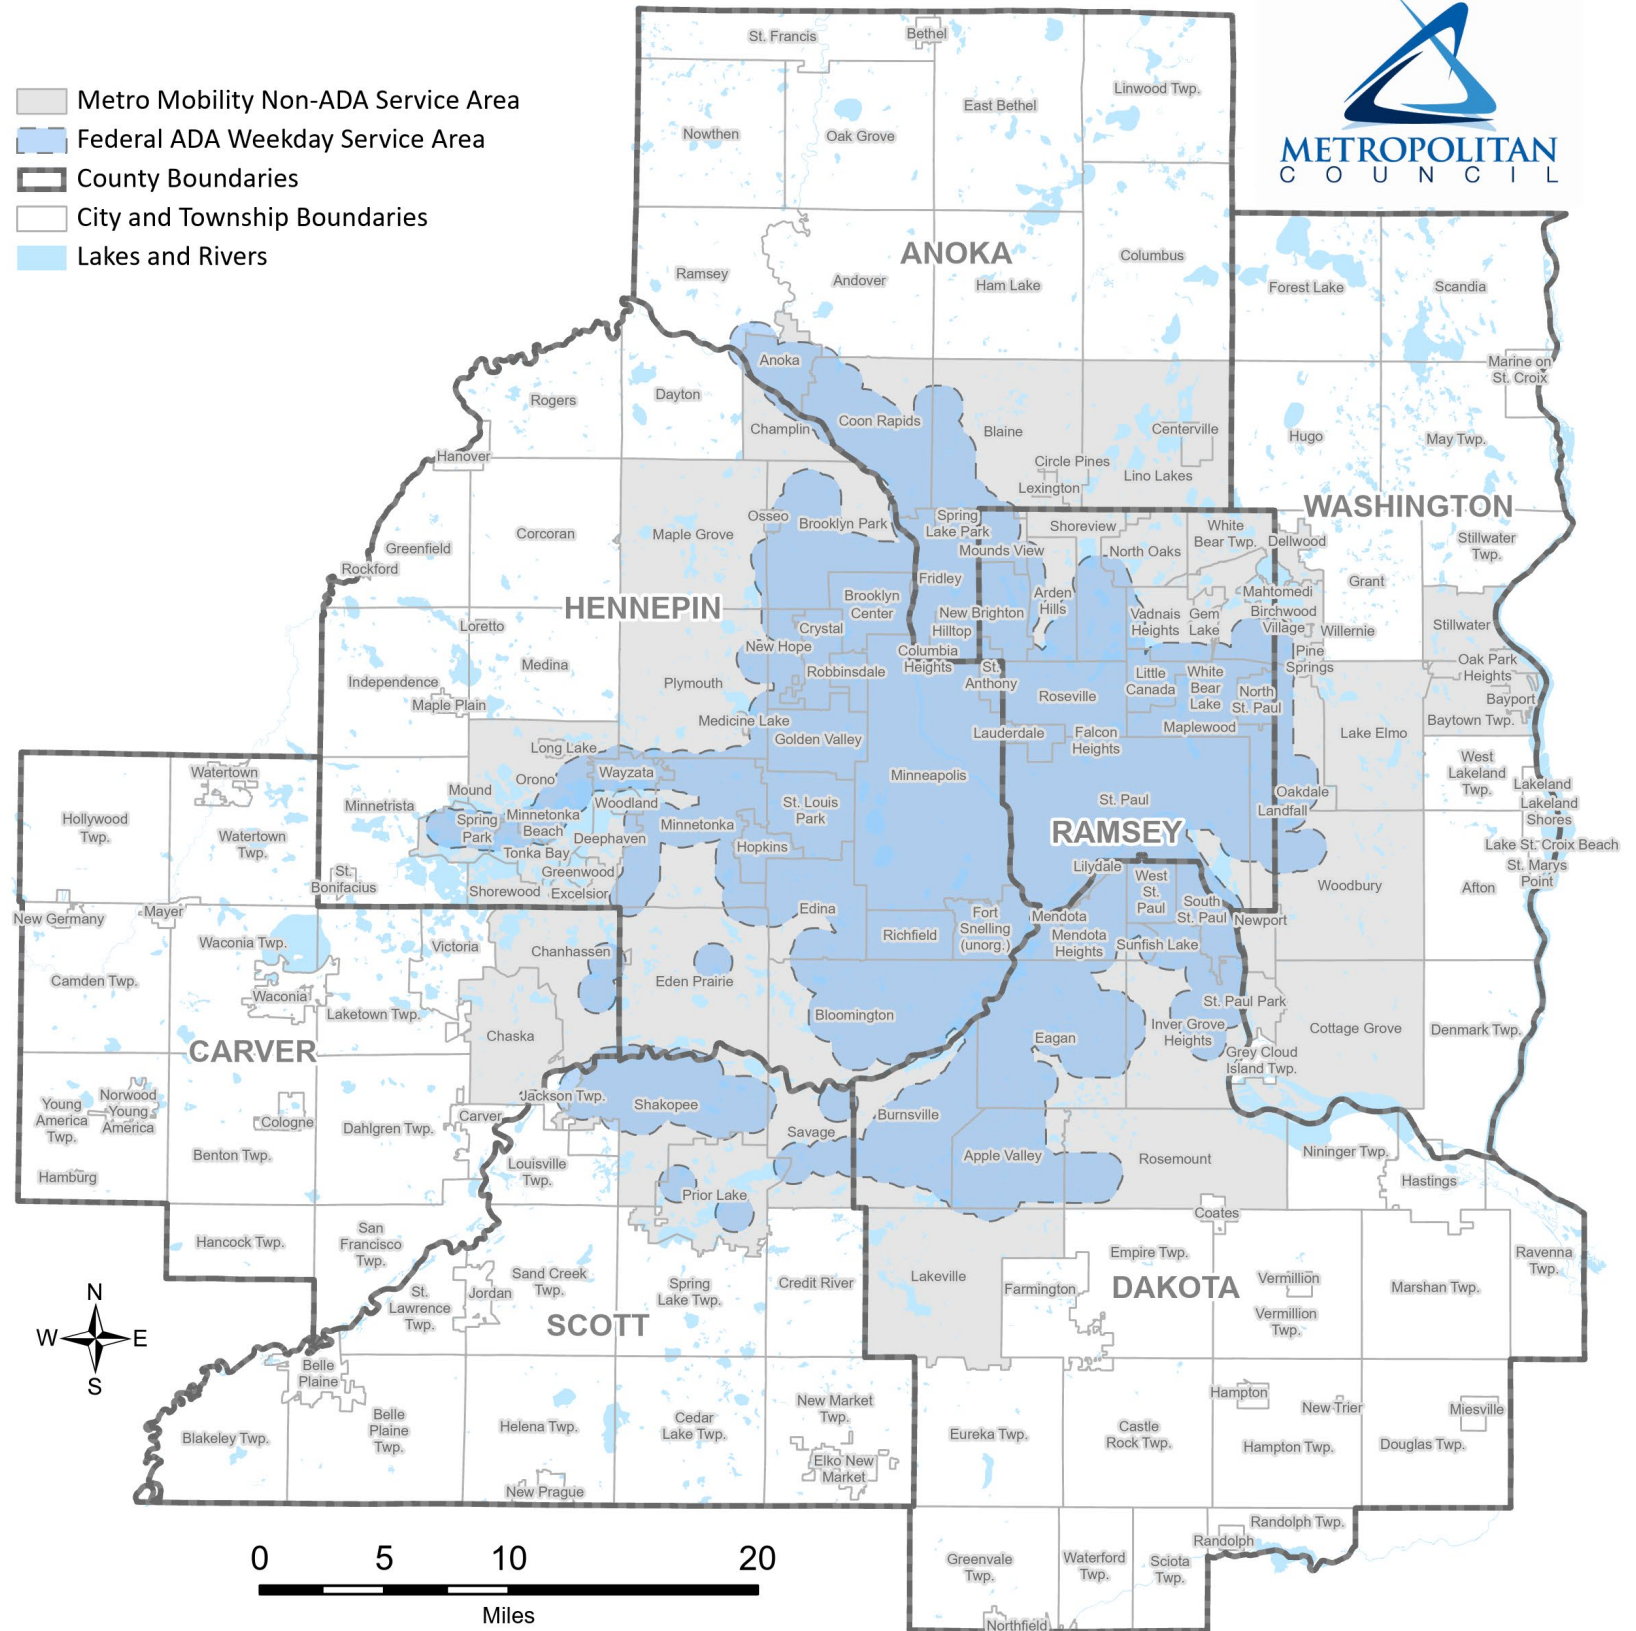 METROPOLITAN
COUNCIL
Metro Mobility Non-ADA Service Area
Federal ADA Weekday Service Area
County Boundaries
City and Township Boundaries
Lakes and Rivers
St. Francis
Bethel
Linwood Twp.
East Bethel
Nowthen
Oak Grove
ANOKA
Columbus
Ramsey
Andover
Ham Lake
Forest Lake
Scandia
Anoka
Marine on
St. Croix
Rogers
Dayton
Champlin
Coon Rapids
Blaine
Centerville
Hugo
May Twp.
Hanover
Circle Pines
Lino Lakes
Lexington
WASHINGTON
Osseo
Brooklyn Park
Spring
Lake Park
Shoreview
White
Bear Twp.
Dellwood
Stillwater
Twp.
Corcoran
Maple Grove
Greenfield
Mounds View
North Oaks
Rockford
Fridley
Grant
HENNEPIN
Brooklyn
Center
Arden
Hills
Mahtomedi
New Brighton
Vadnais
Heights
Gem
Lake
Birchwood
Village
Willernie
Stillwater
Loretto
Crystal
Hilltop
New Hope
Columbia
Heights
Pine
Springs
Medina
Robbinsdale
St.
Anthony
Little
Canada
White
Bear
Lake
Oak Park
Heights
Independence
Plymouth
Roseville
North
St. Paul
Bayport
Maple Plain
Medicine Lake
Maplewood
Baytown Twp.
Golden Valley
Lauderdale
Falcon
Heights
Lake Elmo
Long Lake
Watertown
Wayzata
Minneapolis
West
Lakeland
Twp.
Orono
Lakeland
Mound
Woodland
St. Louis
Park
St. Paul
Oakdale
Lakeland
Shores
Minnetrista
Landfall
Hollywood
Twp.
Spring
Park
Minnetonka
Beach
Minnetonka
RAMSEY
Watertown
Twp.
Deephaven
Hopkins
Lake St. Croix Beach
Tonka Bay
Lilydale
St. Marys
Point
St.
Bonifacius
Greenwood
West
St.
Paul
Woodbury
Afton
Shorewood
Excelsior
Edina
South
St. Paul
New Germany
Mayer
Fort
Snelling
(unorg.)
Mendota
Newport
Waconia Twp.
Victoria
Chanhassen
Richfield
Mendota
Heights
Sunfish Lake
Camden Twp.
Eden Prairie
Waconia
St. Paul Park
Laketown Twp.
Bloomington
Cottage Grove
Denmark Twp.
Chaska
Eagan
Inver Grove
Heights
CARVER
Grey Cloud
Island Twp.
Norwood
Young
America
Young
America
Twp.
Jackson Twp.
Shakopee
Cologne
Carver
Burnsville
Dahlgren Twp.
Savage
Benton Twp.
Apple Valley
Rosemount
Nininger Twp.
Hamburg
Louisville
Twp.
Prior Lake
Hastings
Coates
Hancock Twp.
San
Francisco
Twp.
Empire Twp.
Ravenna
Twp.
Sand Creek
Twp.
Spring
Lake Twp.
Credit River
Lakeville
Farmington
DAKOTA
Vermillion
Marshan Twp.
St.
Lawrence
Twp.
Jordan
Vermillion
Twp.
SCOTT
N
W
E
S
Belle
Plaine
Hampton
New Trier
Miesville
New Market
Twp.
Belle
Plaine
Twp.
Helena Twp.
Cedar
Lake Twp.
Eureka Twp.
Castle
Rock Twp.
Hampton Twp.
Douglas Twp.
Blakeley Twp.
Elko New
Market
New Prague
Randolph Twp.
Randolph
Greenvale
Twp.
Waterford
Twp.
Sciota
Twp.
Northfield
0 5 10 20
Miles